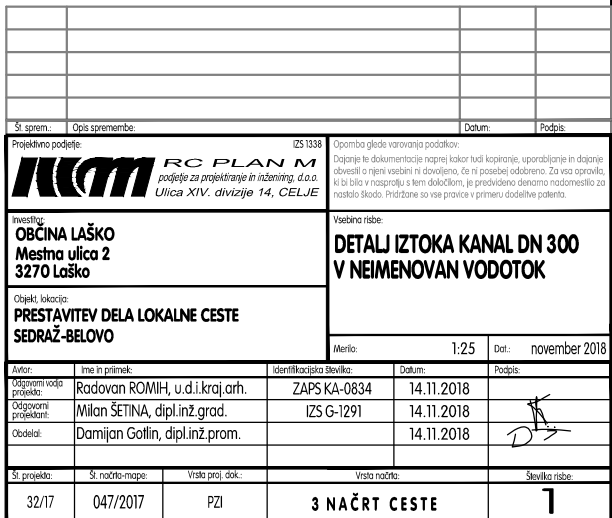 Št. sprem.: Opis spremembe: Datum: Podpis:
Projektivno podjetje: IZS 1338
RC PLAN M
podjetje za projektiranje in inženiring, d.o.o.
Ulica XIV. divizije 14, CELJE
Opomba glede varovanja podatkov:
Dajanje te dokumentacije naprej kakor tudi kopiranje, uporabljanje in dajanje
obvestil o njeni vsebini ni dovoljeno, če ni posebej odobreno. Za vsa opravila,
ki bi bila v nasprotju s tem določilom, je predvideno denarno nadomestilo za
nastalo škodo. Pridržane so vse pravice v primeru dodelitve patenta.
Investitor:
OBČINA LAŠKO
Mestna ulica 2
3270 Laško
Vsebina risbe:
DETALJ IZTOKA KANAL DN 300
V NEIMENOVAN VODOTOK
Objekt, lokacija:
PRESTAVITEV DELA LOKALNE CESTE
SEDRAŽ-BELOVO
Merilo: 1:25 Dat.: november 2018
Avtor: Ime in priimek: Identifikacijska številka: Datum: Podpis:
Odgovorni vodja
projekta: Radovan ROMIH, u.d.i.kraj.arh. ZAPS KA-0834 14.11.2018
Odgovorni
projektant: Milan ŠETINA, dipl.inž.grad. IZS G-1291 14.11.2018
Obdelal: Damijan Gotlin, dipl.inž.prom. 14.11.2018
Št. projekta: Št. načrta-mape: Vrsta proj. dok.: Vrsta načrta: Številka risbe:
32/17 047/2017 PZI 3 NAČRT CESTE 1